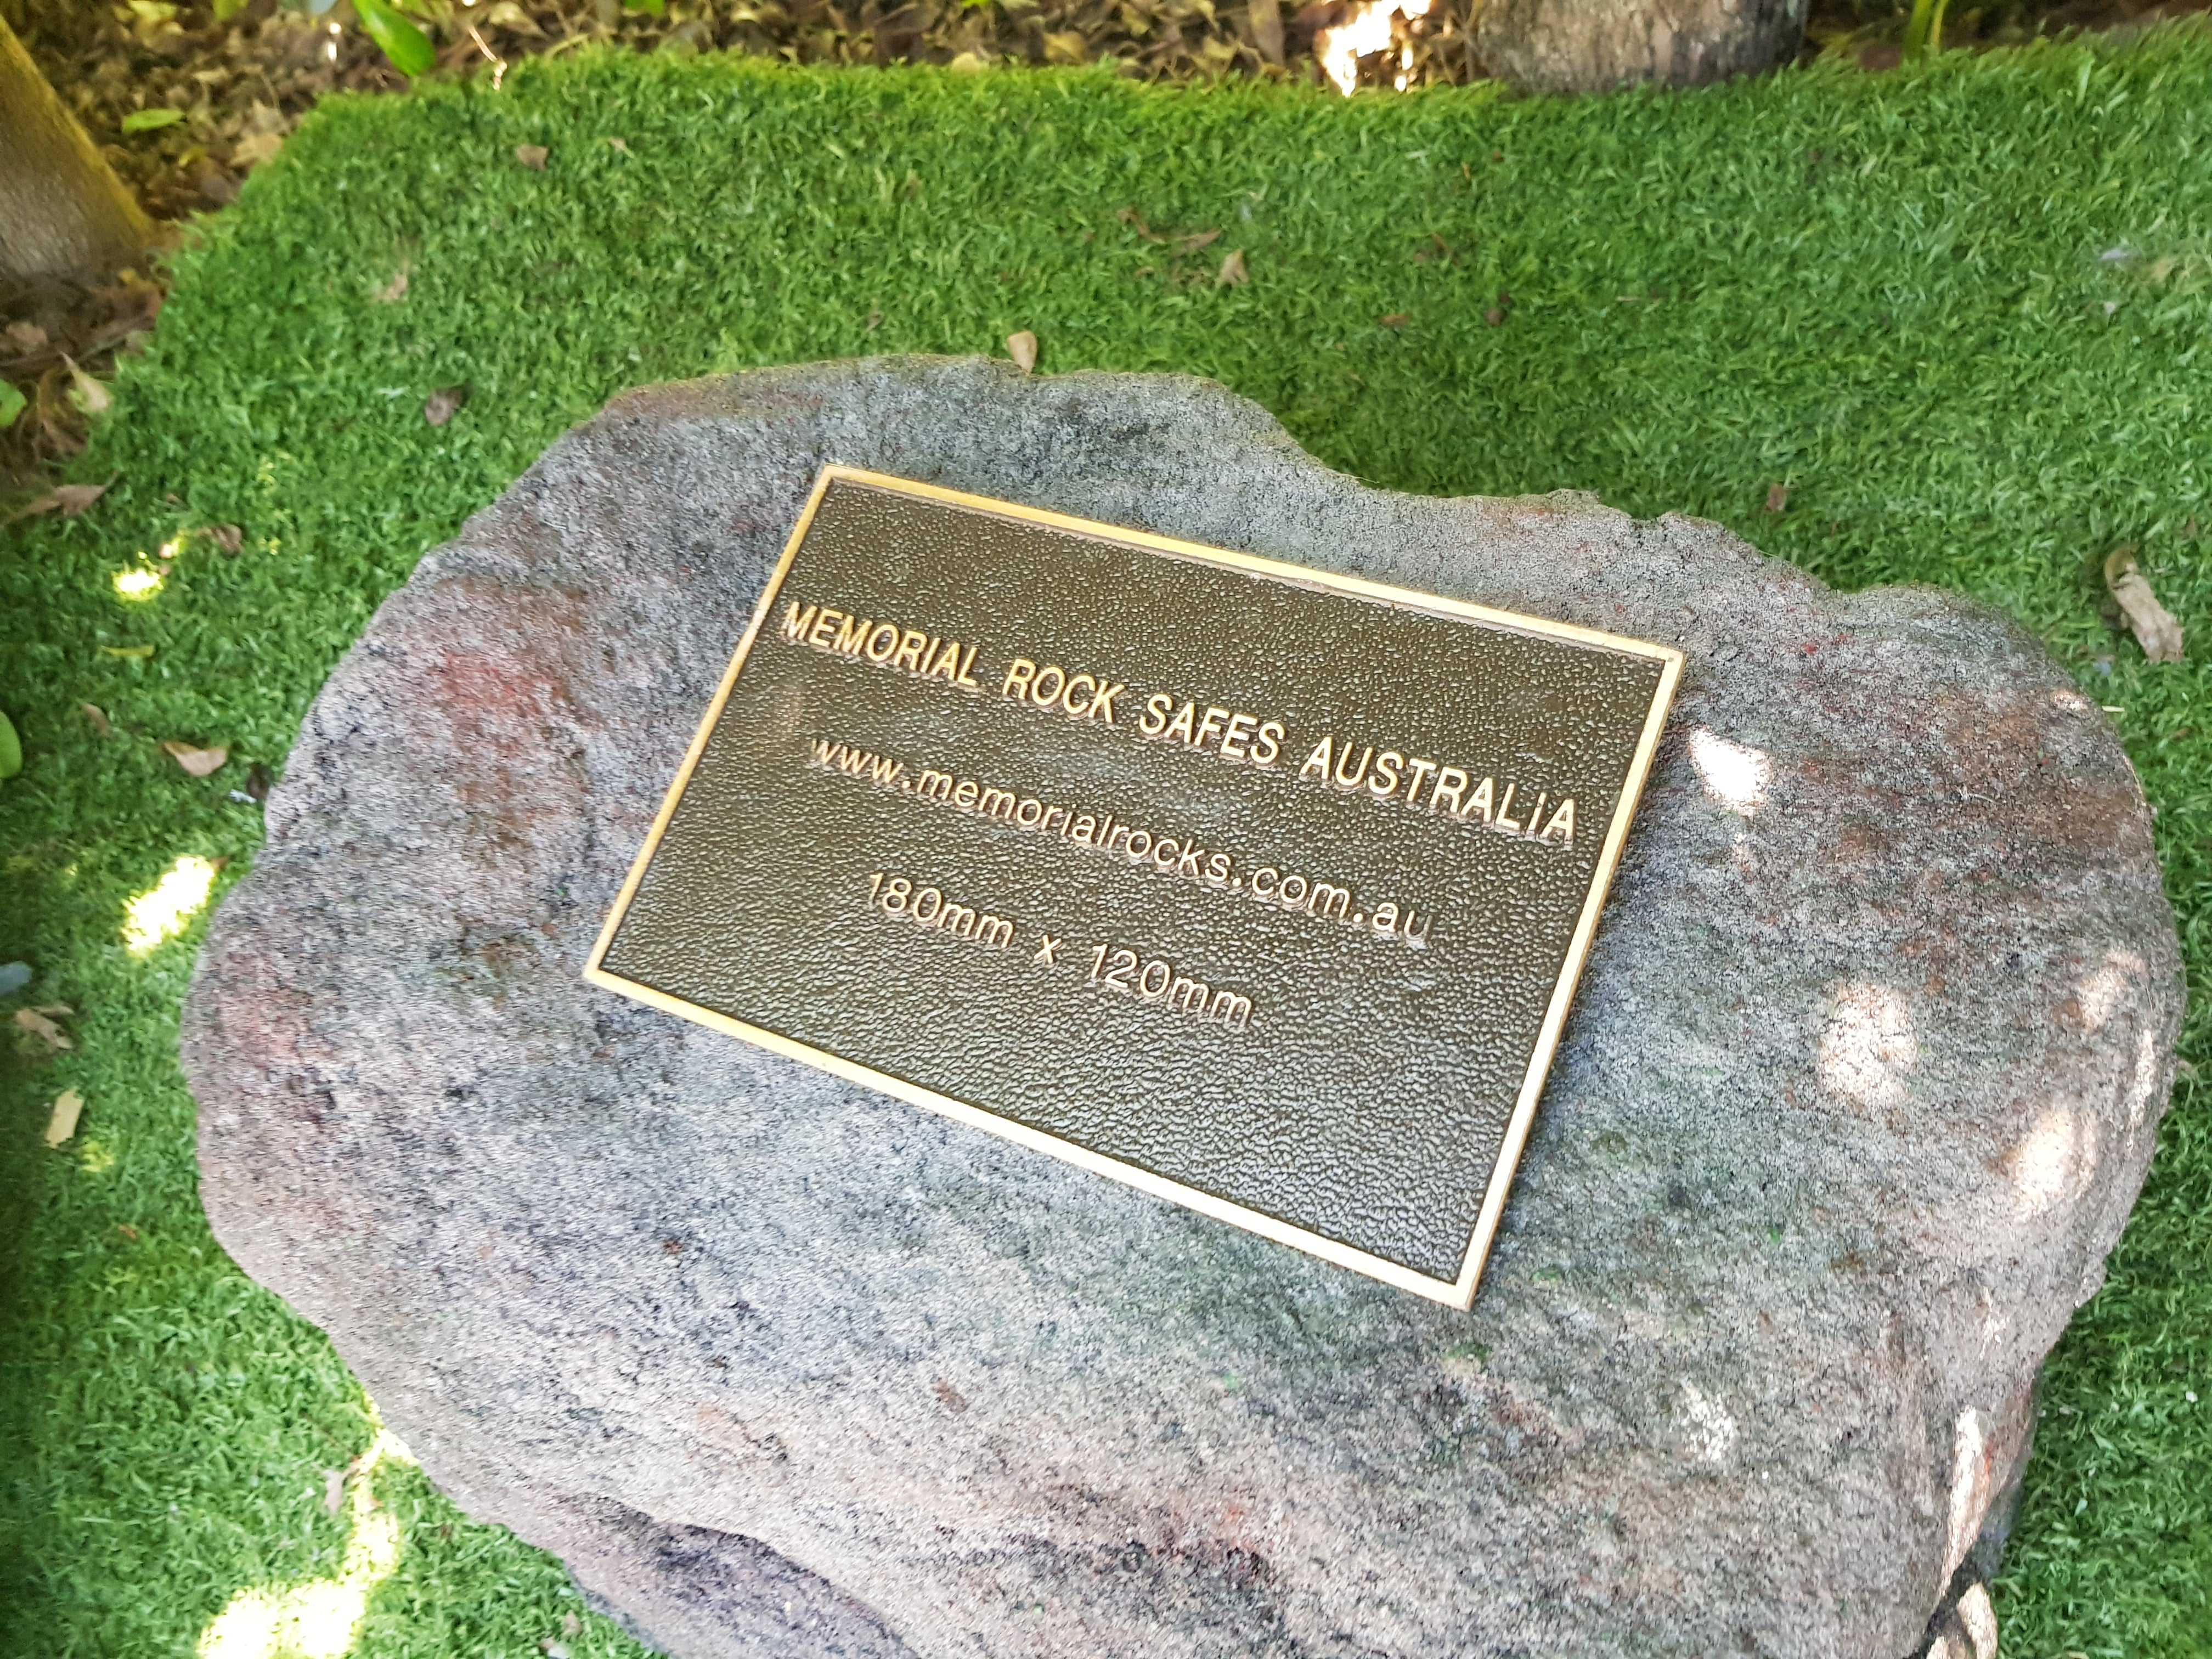 MEMORIAL ROCK SAFES AUSTRALIA
www.memorialrocks.com.au
180mm x 120mm